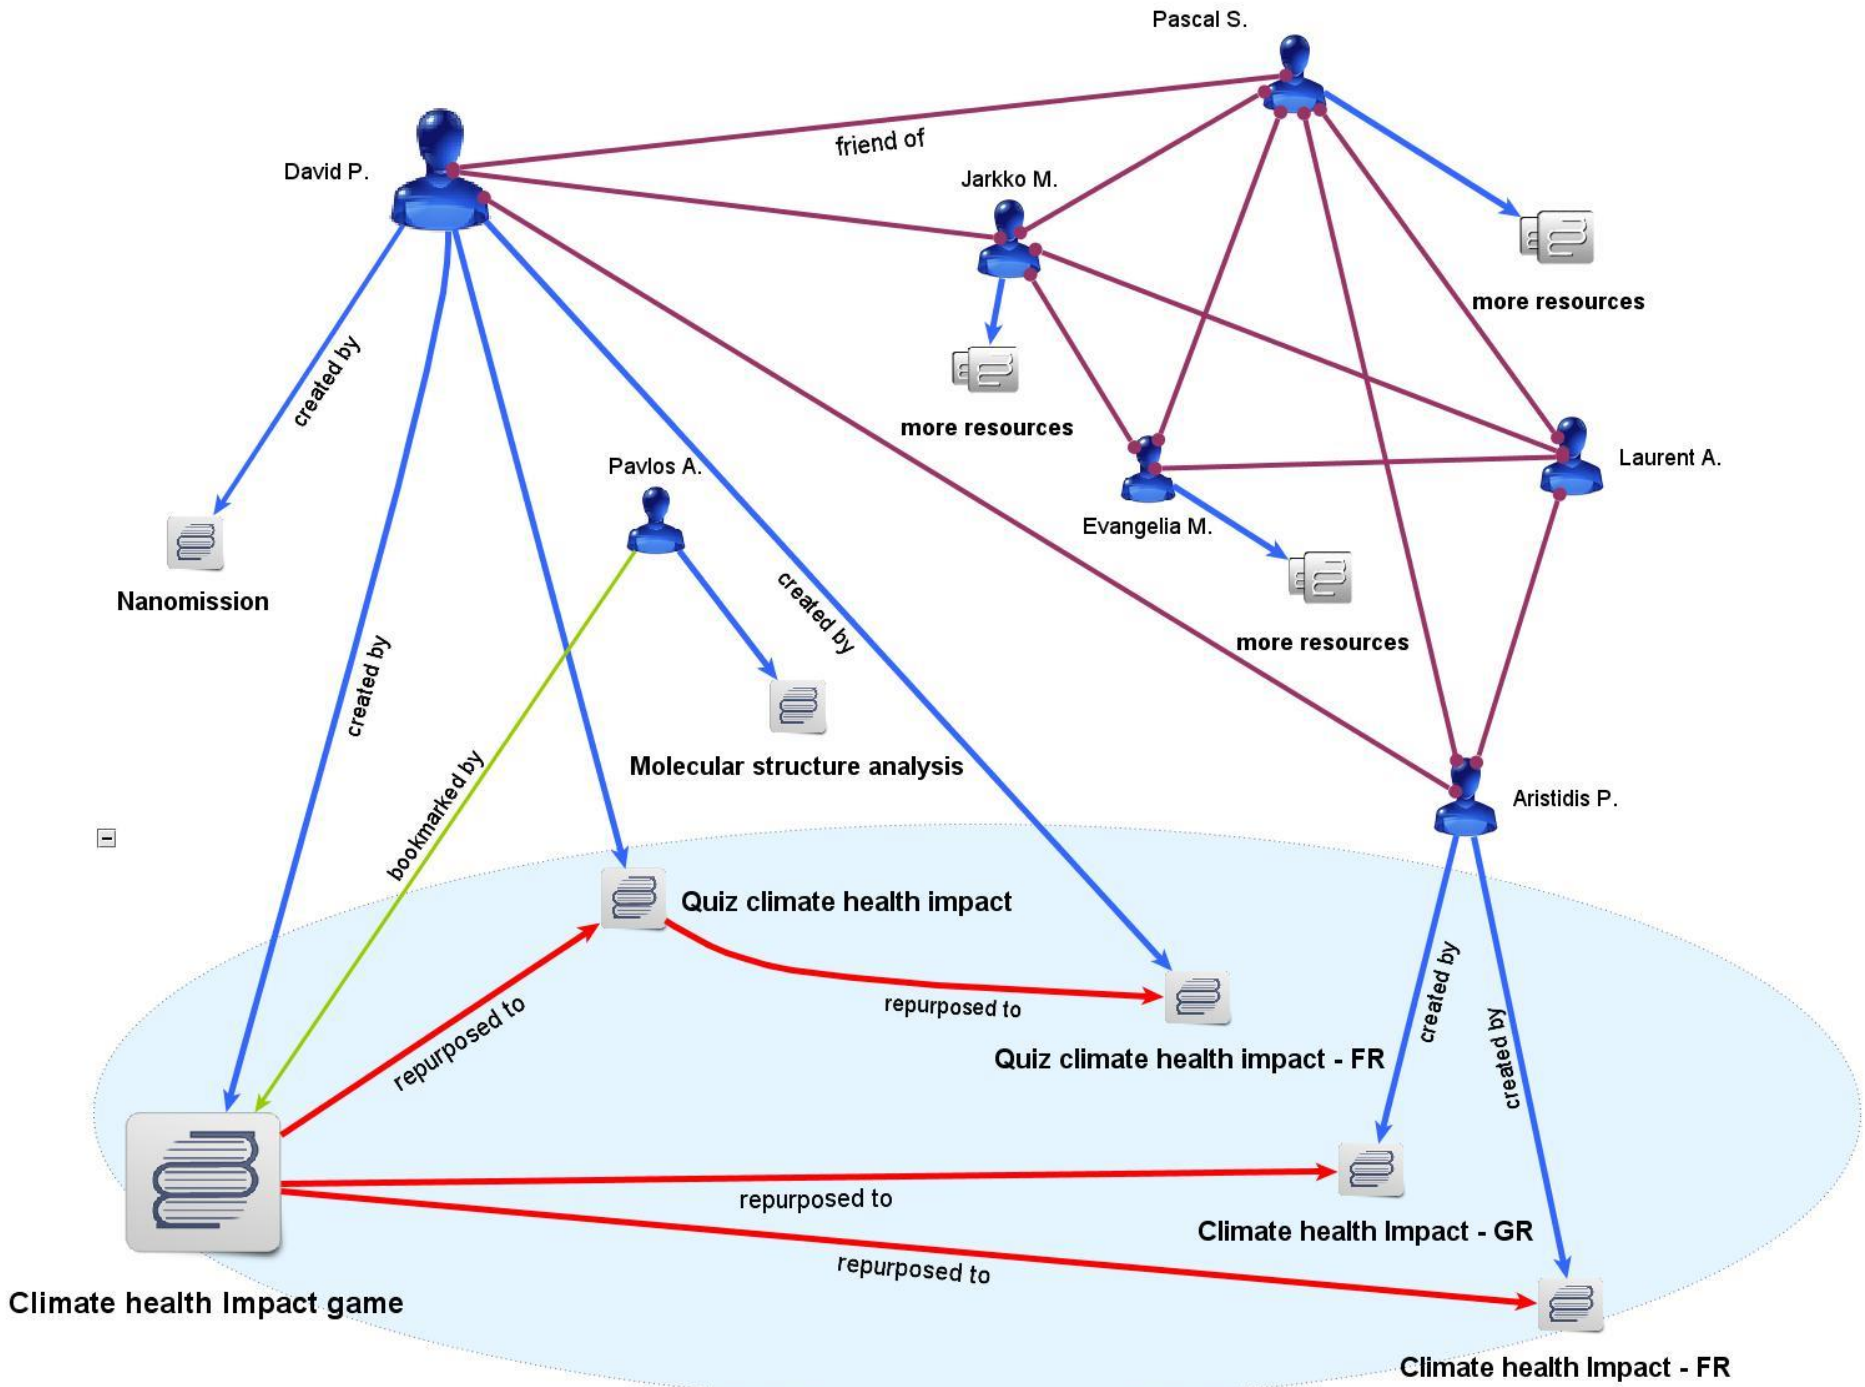 Pascal S.
friend of
David P.
Jarkko M.
more resources
created by
more resources
Laurent A.
Pavlos A.
Evangelia M.
Nanomission
created by
more resources
created by
Molecular structure analysis
bookmarked by
Aristidis P.
Quiz climate health impact
created by
repurposed to
repurposed to
created by
Quiz climate health impact - FR
repurposed to
Climate health Impact - GR
repurposed to
Climate health Impact game
Climate health Impact - FR